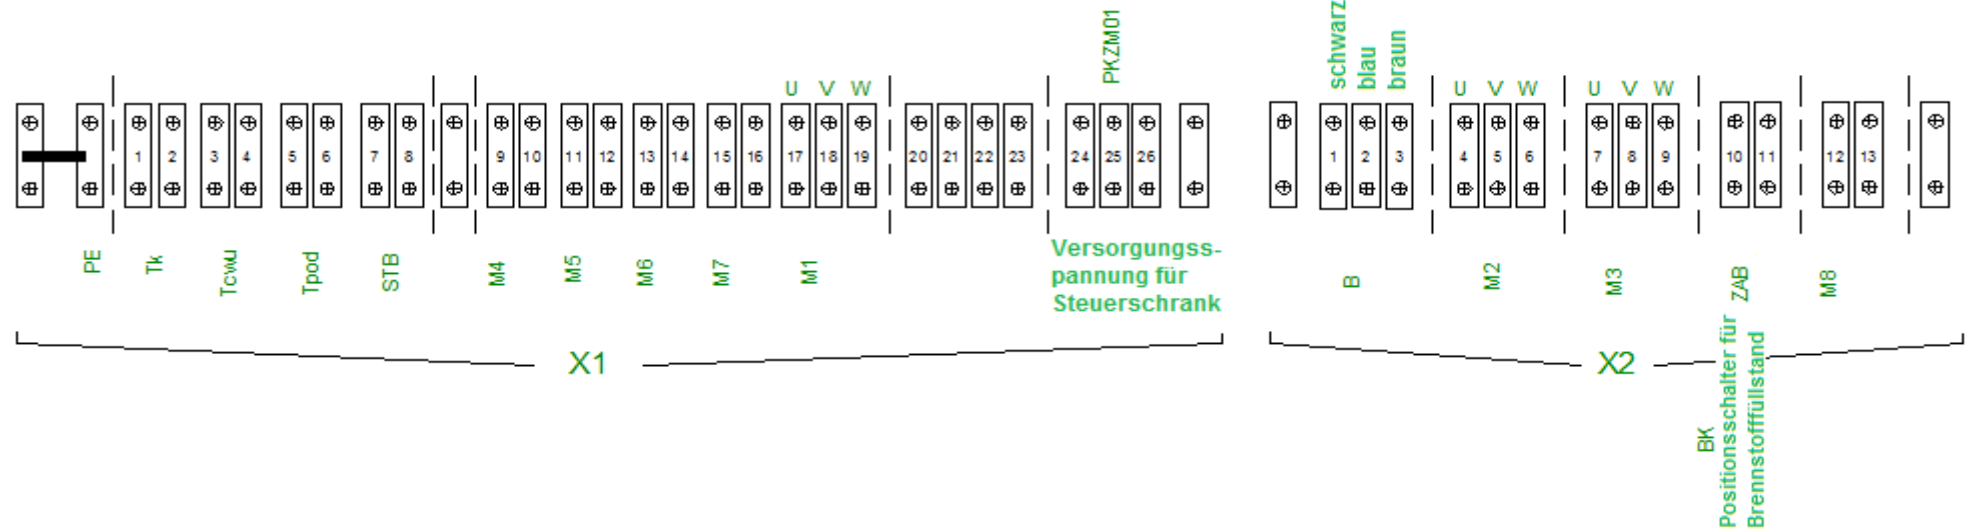 PKZM01
schwarz
blau
braun
U V W
U V W
U V W
1 2 3 4 5 6 7 8 9 10 11 12 13 14 15 16 17 18 19 20 21 22 23 24 25 26
1 2 3 4 5 6 7 8 9 10 11 12 13
PE
Tk
Tcwu
Tpod
STB
M4
M5
M6
M7
M1
Versorgungss-
pannung für
Steuerschrank
B
M2
M3
ZAB
M8
X1
X2
BK
Positionsschalter für
Brennstofffüllstand